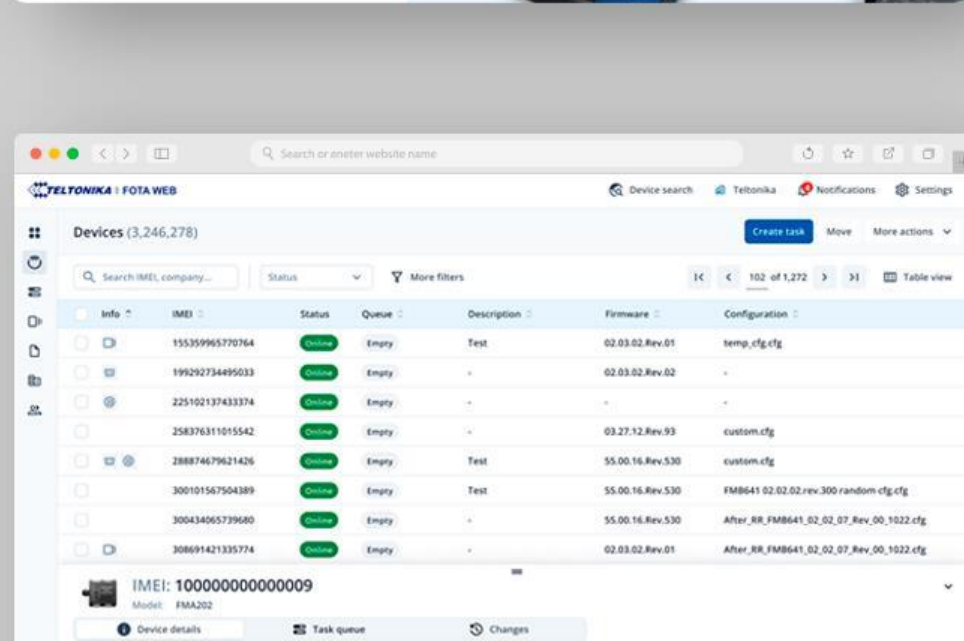 Search or eneter website name
TELTONIKA | FOTA WEB
Device search Teltonika Notifications Settings
Devices (3,246,278)
Create task Move More actions
Search IMEI, company... Status More filters 102 of 1,272 Table view
Info IMEI Status Queue Description Firmware Configuration
155359965770764 Online Empty Test 02.03.02.Rev.01 temp_cfg.cfg
199292734495033 Online Empty - 02.03.02.Rev.02 -
225102137433374 Online Empty - - -
258376311015542 Online Empty - 03.27.12.Rev.93 custom.cfg
288874679621426 Online Empty Test 55.00.16.Rev.530 custom.cfg
300101567504389 Online Empty Test 55.00.16.Rev.530 FMB641 02.02.02.rev.300 random cfg.cfg
300434065739680 Online Empty - 55.00.16.Rev.530 After_RR_FMB641_02_02_07_Rev_00_1022.cfg
308691421335774 Online Empty - 02.03.02.Rev.01 After_RR_FMB641_02_02_07_Rev_00_1022.cfg
IMEI: 100000000000009
Model: FMA202
Device details Task queue Changes